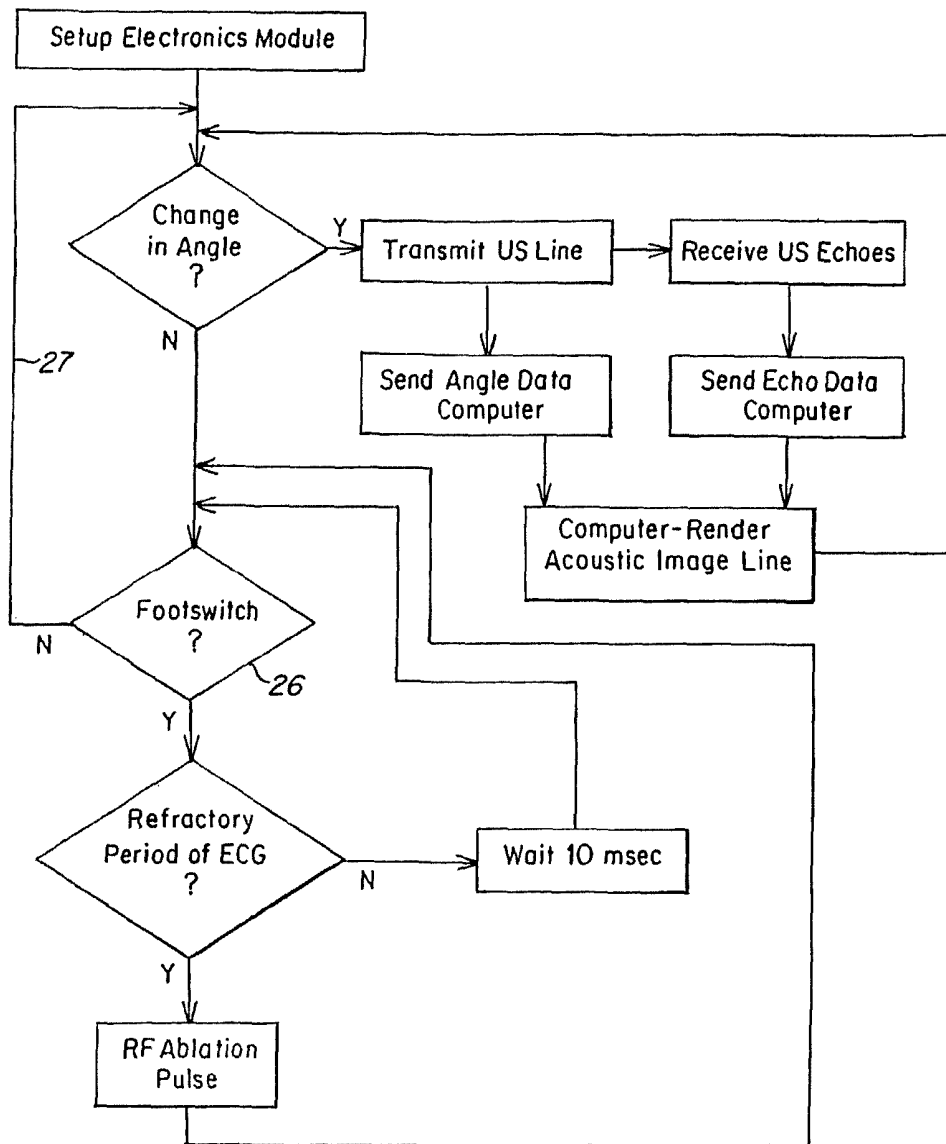 Setup Electronics Module
Change
in Angle
?
Y
N
Transmit US Line
Receive US Echoes
27
Send Angle Data
Computer
Send Echo Data
Computer
Computer-Render
Acoustic Image Line
Footswitch
?
N
26
Y
Refractory
Period of ECG
?
N
Wait 10 msec
Y
RF Ablation
Pulse